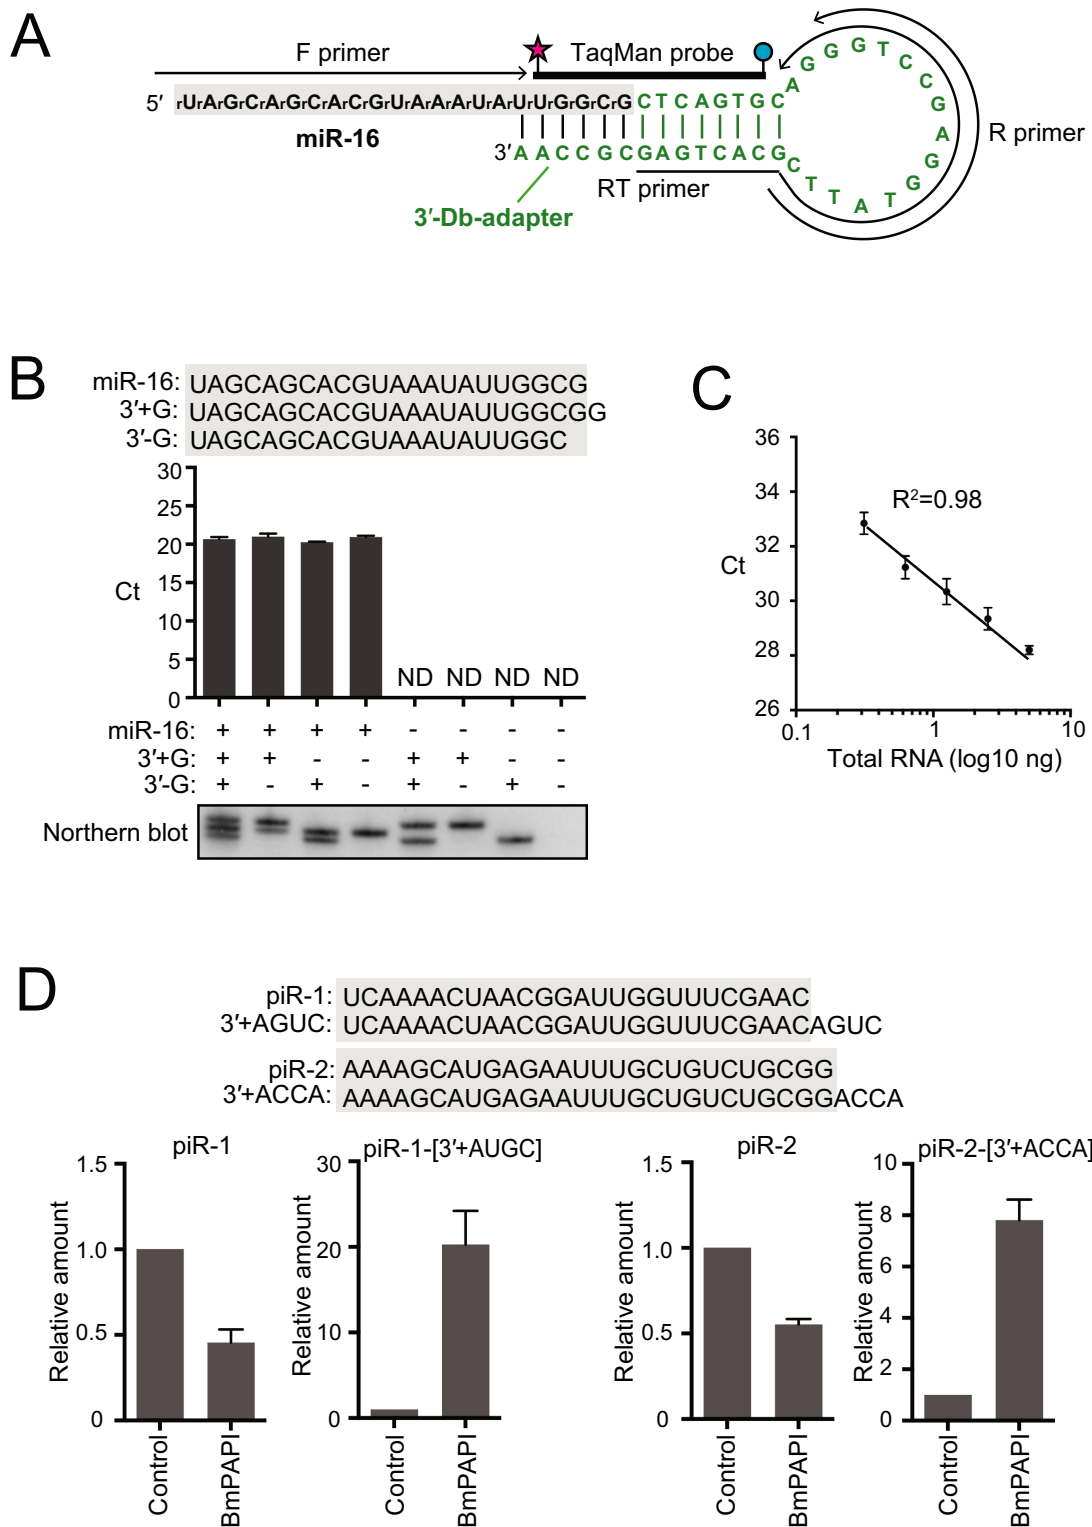 A
F primer
TaqMan probe
5′ rUrArGrCrArGrCrArCrGrUrArArArUrArUrUrGrGrCrG CTCAGTGC AGGGTCCGAGGTATTC
miR-16
3′ A ACCGCGAGTCACG
R primer
RT primer
3′-Db-adapter
B
miR-16: UAGCAGCACGUAAAUAUUGGCG
3′+G: UAGCAGCACGUAAAUAUUGGCGG
3′-G: UAGCAGCACGUAAAUAUUGGC
30
25
20
15
10
5
0
Ct
ND ND ND ND
miR-16: + + + + - - - -
3′+G: + + - - + + - -
3′-G: + - + - + - + -
Northern blot
C
36
34
32
30
28
26
Ct
R²=0.98
0.1 1 10
Total RNA (log10 ng)
D
piR-1: UCAAAACUAACGGAUUGGUUUCGAAC
3′+AGUC: UCAAAACUAACGGAUUGGUUUCGAACAGUC
piR-2: AAAAGCAUGAGAAUUUGCUGUCUGCGG
3′+ACCA: AAAAGCAUGAGAAUUUGCUGUCUGCGGACCA
piR-1
1.5
1.0
0.5
0
Relative amount
Control
BmPAPI
piR-1-[3′+AUGC]
30
20
10
0
Relative amount
Control
BmPAPI
piR-2
1.5
1.0
0.5
0
Relative amount
Control
BmPAPI
piR-2-[3′+ACCA]
10
8
6
4
2
0
Relative amount
Control
BmPAPI